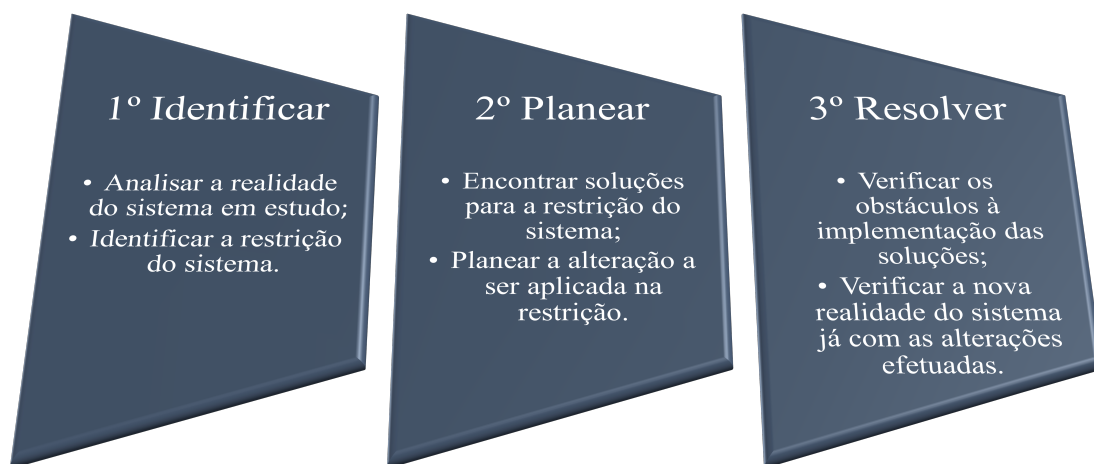 1º Identificar
• Analisar a realidade
do sistema em estudo;
• Identificar a restrição
do sistema.
2º Planear
• Encontrar soluções
para a restrição do
sistema;
• Planear a alteração a
ser aplicada na
restrição.
3º Resolver
• Verificar os
obstáculos à
implementação das
soluções;
• Verificar a nova
realidade do sistema
já com as alterações
efetuadas.